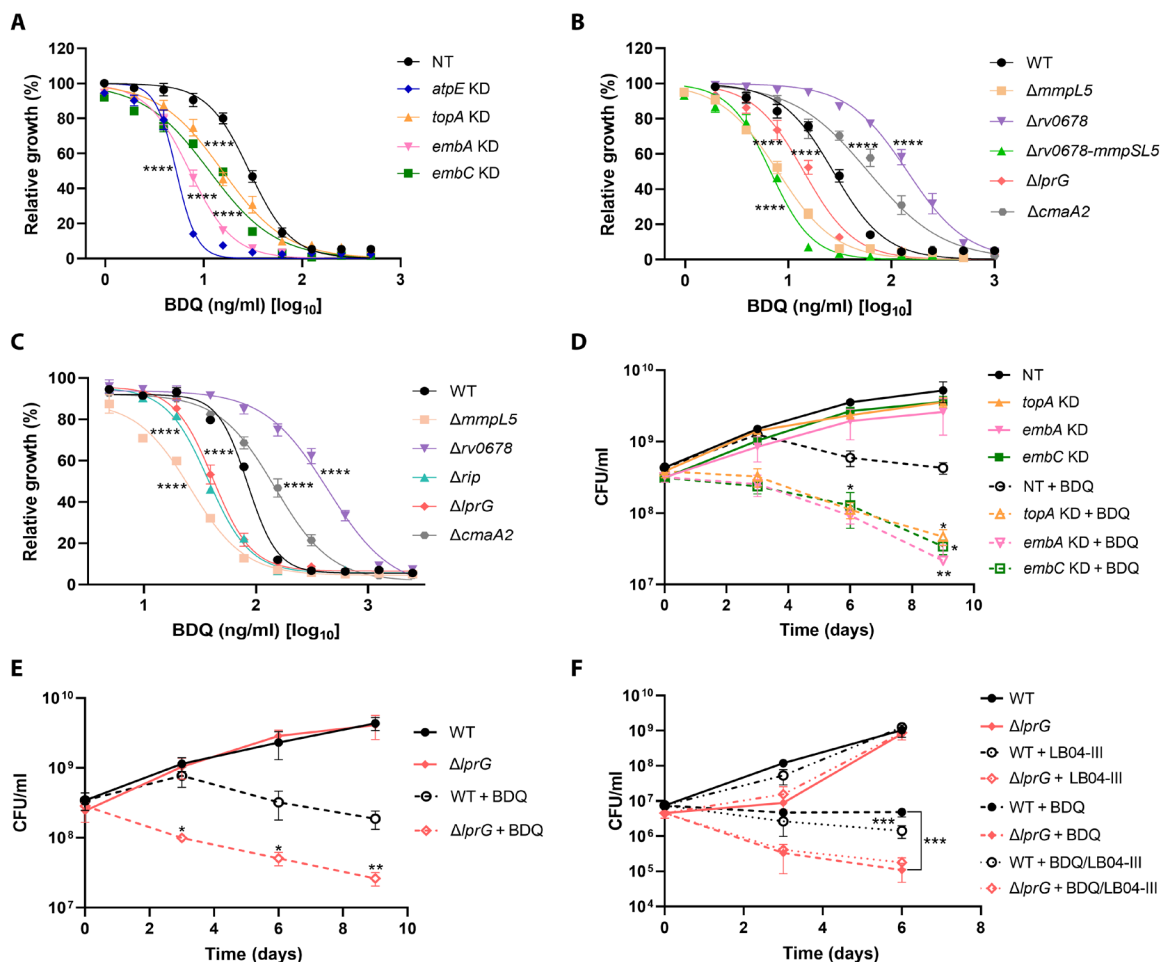 A
Relative growth (%)
120
100
80
60
40
20
0
0
1
2
3
BDQ (ng/ml) [log10]
****
****
****
****
NT
atpE KD
topA KD
embA KD
embC KD
B
Relative growth (%)
120
100
80
60
40
20
0
0
1
2
3
BDQ (ng/ml) [log10]
****
****
****
****
****
WT
ΔmmpL5
Δrv0678
Δrv0678-mmpSL5
ΔlprG
ΔcmaA2
C
Relative growth (%)
100
80
60
40
20
0
1
2
3
BDQ (ng/ml) [log10]
****
****
****
****
****
WT
ΔmmpL5
Δrv0678
Δrip
ΔlprG
ΔcmaA2
D
CFU/ml
10^10
10^9
10^8
10^7
0
2
4
6
8
10
Time (days)
*
*
*
**
NT
topA KD
embA KD
embC KD
NT + BDQ
topA KD + BDQ
embA KD + BDQ
embC KD + BDQ
E
CFU/ml
10^10
10^9
10^8
10^7
0
2
4
6
8
10
Time (days)
*
*
**
WT
ΔlprG
WT + BDQ
ΔlprG + BDQ
F
CFU/ml
10^10
10^9
10^8
10^7
10^6
10^5
10^4
0
2
4
6
8
Time (days)
***
***
WT
ΔlprG
WT + LB04-III
ΔlprG + LB04-III
WT + BDQ
ΔlprG + BDQ
WT + BDQ/LB04-III
ΔlprG + BDQ/LB04-III